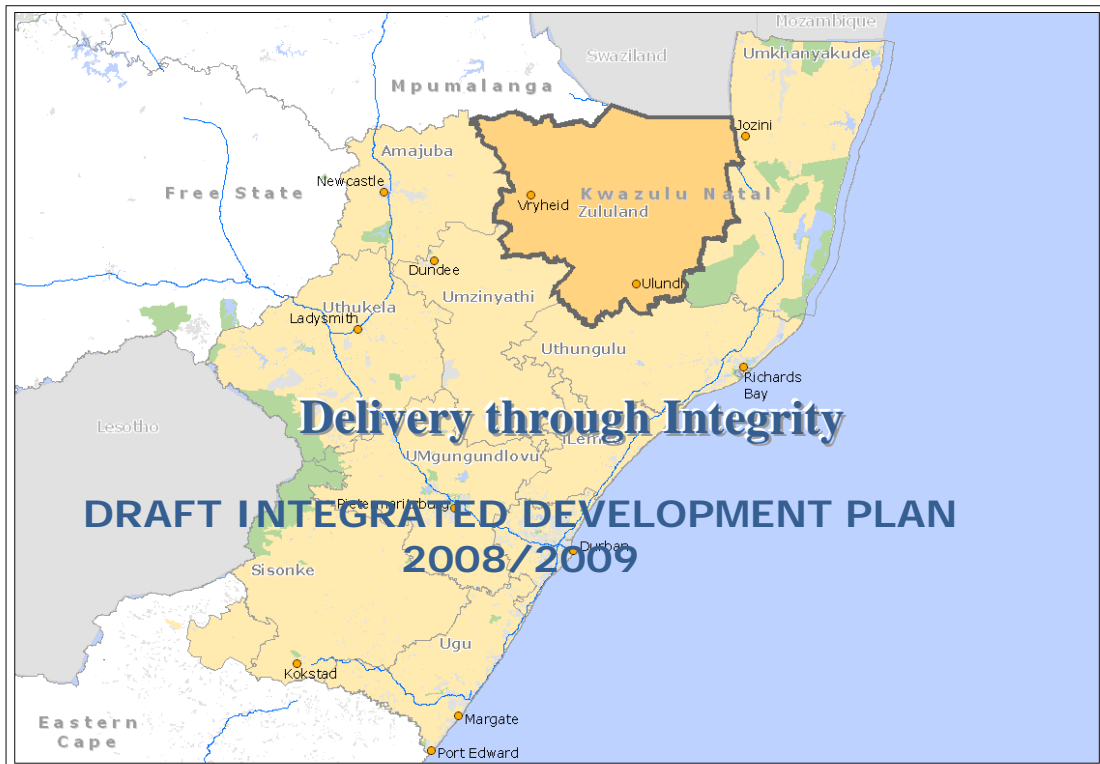 Mozambique
Swaziland
Umkhanyakude
Mpumalanga
Jozini
Amajuba
Newcastle
Free State
Kwazulu Natal
Vryheid
Zululand
Dundee
Ulundi
Umzinyathi
Uthukela
Ladysmith
Uthungulu
Richards
Bay
Lesotho
Delivery through Integrity
iLembe
UMgungundlovu
Pietermaritzburg
DRAFT INTEGRATED DEVELOPMENT PLAN
2008/2009
Durban
Sisonke
Ugu
Kokstad
Eastern
Cape
Margate
Port Edward